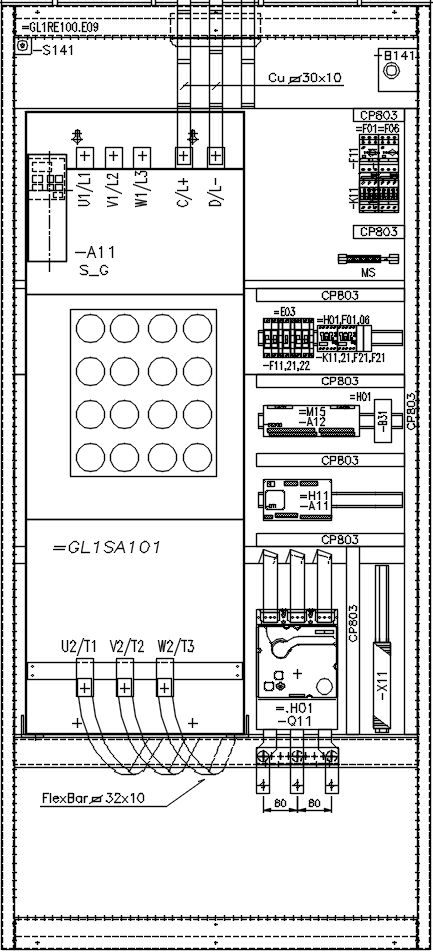 =GL1RE100.E09
-S141
-B141
Cu ⌀30x10
CP803
=F01=F06
-F11
-K11
U1/L1
V1/L2
W1/L3
C/L+
D/L-
CP803
-A11
S_G
MS
CP803
=E03
=H01,F01,06
-F11,21,22
-K11,21,F21,F21
CP803
=H01
=M15
-A12
-B31
CP803
CP803
=H11
-A11
CP803
=GL1SA101
CP803
U2/T1
V2/T2
W2/T3
-X11
=.H01
-Q11
FlexBar,⌀ 32x10
80
80